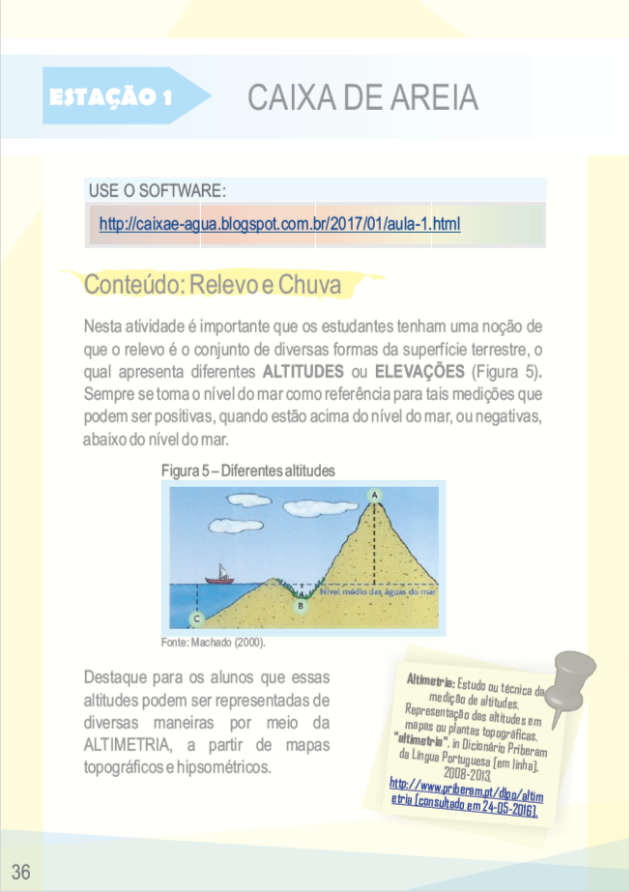 ESTAÇÃO 1
CAIXA DE AREIA
USE O SOFTWARE:
http://caixae-agua.blogspot.com.br/2017/01/aula-1.html
Conteúdo: Relevo e Chuva
Nesta atividade é importante que os estudantes tenham uma noção de
que o relevo é o conjunto de diversas formas da superfície terrestre, o
qual apresenta diferentes ALTITUDES ou ELEVAÇÕES (Figura 5).
Sempre se toma o nível do mar como referência para tais medições que
podem ser positivas, quando estão acima do nível do mar, ou negativas,
abaixo do nível do mar.
Figura 5 – Diferentes altitudes
A
Nível médio das águas do mar
B
C
Fonte: Machado (2000).
Destaque para os alunos que essas
altitudes podem ser representadas de
diversas maneiras por meio da
ALTIMETRIA, a partir de mapas
topográficos e hipsométricos.
Altimetria: Estudo ou técnica da
medição de altitudes.
Representação das altitudes em
mapas ou plantas topográficas.
"altimetria", in Dicionário Priberam
da Língua Portuguesa [em linha],
2008-2013,
http://www.priberam.pt/dlpo/altim
etria [consultado em 24-05-2016].
36